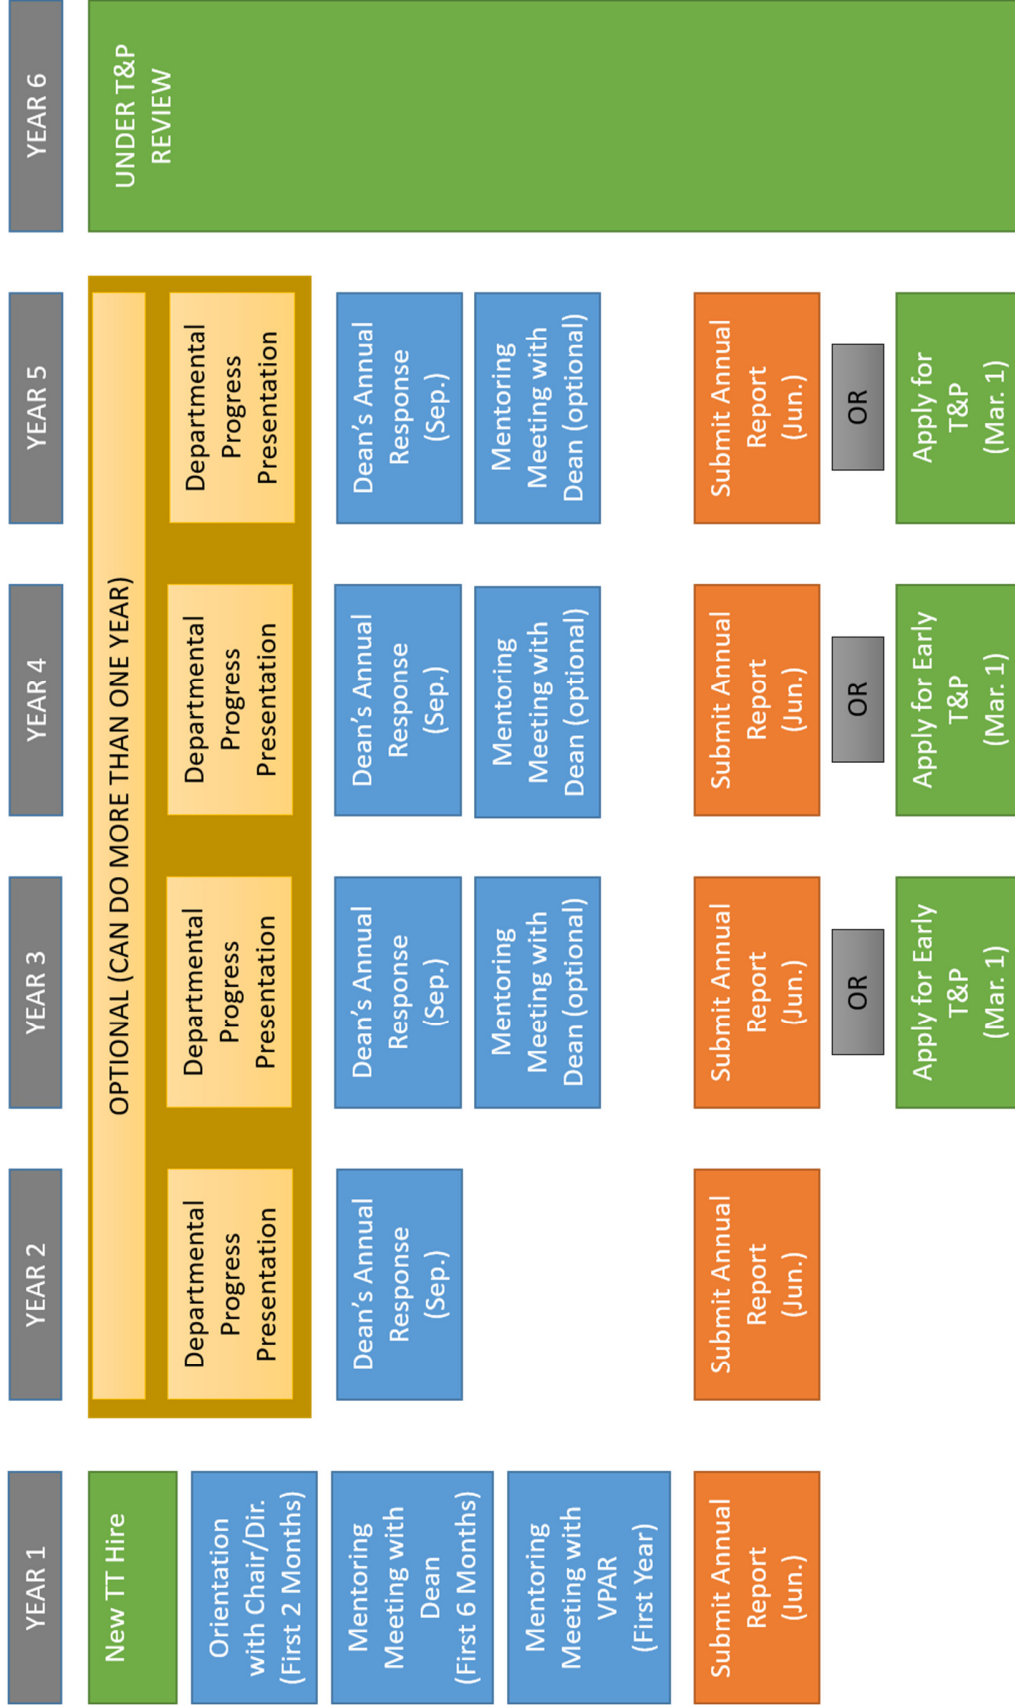 YEAR 1
New TT Hire
Orientation
with Chair/Dir.
(First 2 Months)
Mentoring
Meeting with
Dean
(First 6 Months)
Mentoring
Meeting with
VPAR
(First Year)
Submit Annual
Report
(Jun.)
OPTIONAL (CAN DO MORE THAN ONE YEAR)
YEAR 2
Departmental
Progress
Presentation
Dean's Annual
Response
(Sep.)
Submit Annual
Report
(Jun.)
YEAR 3
Departmental
Progress
Presentation
Dean's Annual
Response
(Sep.)
Mentoring
Meeting with
Dean (optional)
Submit Annual
Report
(Jun.)
OR
Apply for Early
T&P
(Mar. 1)
YEAR 4
Departmental
Progress
Presentation
Dean's Annual
Response
(Sep.)
Mentoring
Meeting with
Dean (optional)
Submit Annual
Report
(Jun.)
OR
Apply for Early
T&P
(Mar. 1)
YEAR 5
Departmental
Progress
Presentation
Dean's Annual
Response
(Sep.)
Mentoring
Meeting with
Dean (optional)
Submit Annual
Report
(Jun.)
OR
Apply for
T&P
(Mar. 1)
YEAR 6
UNDER T&P
REVIEW